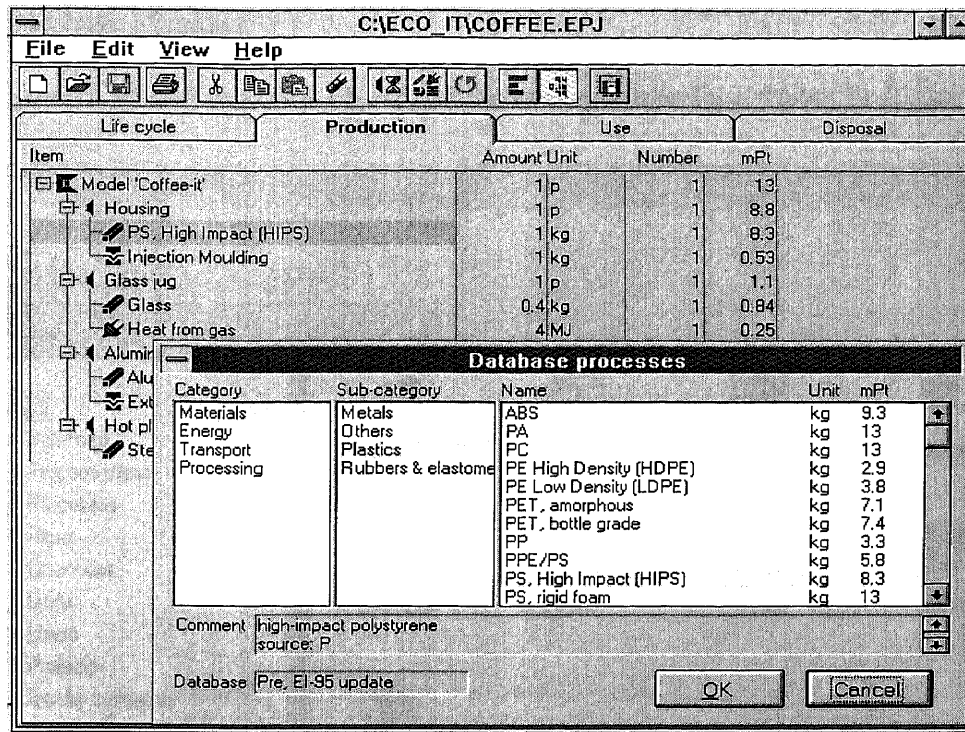 C:\ECO_IT\COFFEE.EPJ
File Edit View Help
Life cycle Production Use Disposal
Item Amount Unit Number mPt
Model 'Coffee-it' 1 p 1 13
Housing 1 p 1 8.8
PS, High Impact (HIPS) 1 kg 1 8.3
Injection Moulding 1 kg 1 0.53
Glass jug 1 p 1 1.1
Glass 0.4 kg 1 0.84
Heat from gas 4 MJ 1 0.25
Alumin
Alu
Ext
Hot pl
Ste
Database processes
Category Sub-category Name Unit mPt
Materials Metals ABS kg 9.3
Energy Others PA kg 13
Transport Plastics PC kg 13
Processing Rubbers & elastome PE High Density (HDPE) kg 2.9
PE Low Density (LDPE) kg 3.8
PET, amorphous kg 7.1
PET, bottle grade kg 7.4
PP kg 3.3
PPE/PS kg 5.8
PS, High Impact (HIPS) kg 8.3
PS, rigid foam kg 13
Comment high-impact polystyrene
source: P
Database Pre, EI-95 update
OK Cancel